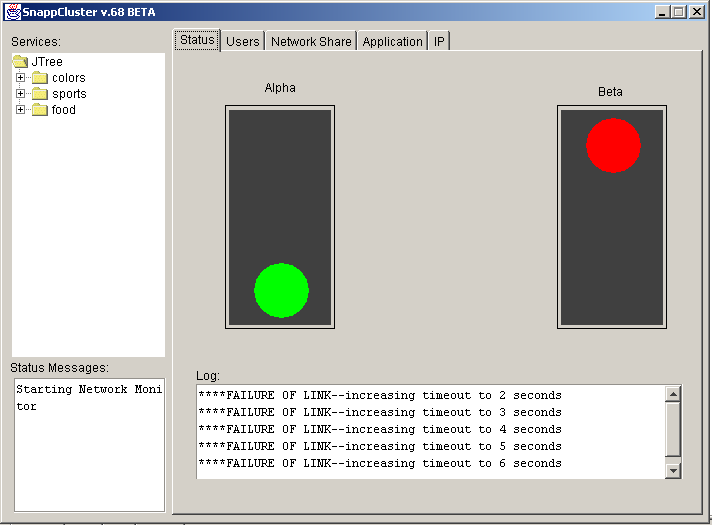 SnappCluster v.68 BETA
Services:
JTree
colors
sports
food
Status Messages:
Starting Network Moni
tor
Status Users Network Share Application IP
Alpha
Beta
Log:
****FAILURE OF LINK--increasing timeout to 2 seconds
****FAILURE OF LINK--increasing timeout to 3 seconds
****FAILURE OF LINK--increasing timeout to 4 seconds
****FAILURE OF LINK--increasing timeout to 5 seconds
****FAILURE OF LINK--increasing timeout to 6 seconds